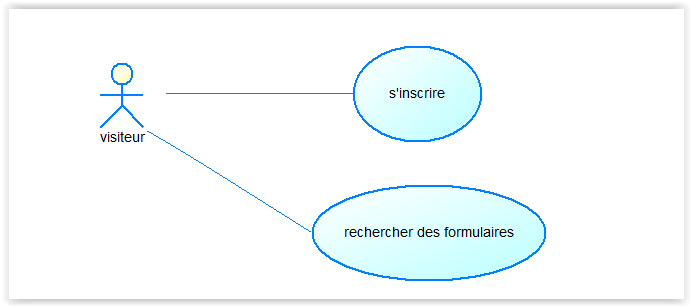 s'inscrire
visiteur
rechercher des formulaires